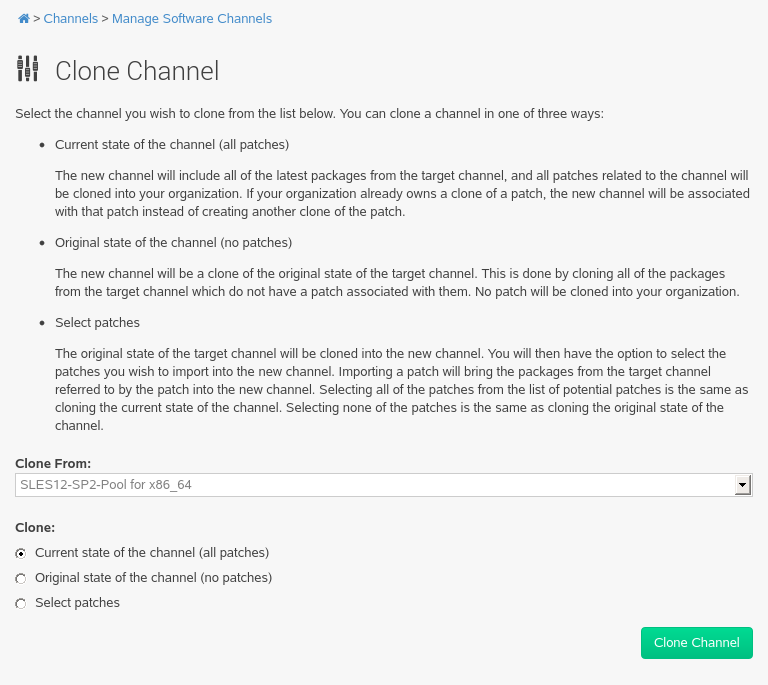 > Channels > Manage Software Channels
Clone Channel
Select the channel you wish to clone from the list below. You can clone a channel in one of three ways:
• Current state of the channel (all patches)
The new channel will include all of the latest packages from the target channel, and all patches related to the channel will
be cloned into your organization. If your organization already owns a clone of a patch, the new channel will be associated
with that patch instead of creating another clone of the patch.
• Original state of the channel (no patches)
The new channel will be a clone of the original state of the target channel. This is done by cloning all of the packages
from the target channel which do not have a patch associated with them. No patch will be cloned into your organization.
• Select patches
The original state of the target channel will be cloned into the new channel. You will then have the option to select the
patches you wish to import into the new channel. Importing a patch will bring the packages from the target channel
referred to by the patch into the new channel. Selecting all of the patches from the list of potential patches is the same as
cloning the current state of the channel. Selecting none of the patches is the same as cloning the original state of the
channel.
Clone From:
SLES12-SP2-Pool for x86_64
Clone:
Current state of the channel (all patches)
Original state of the channel (no patches)
Select patches
Clone Channel